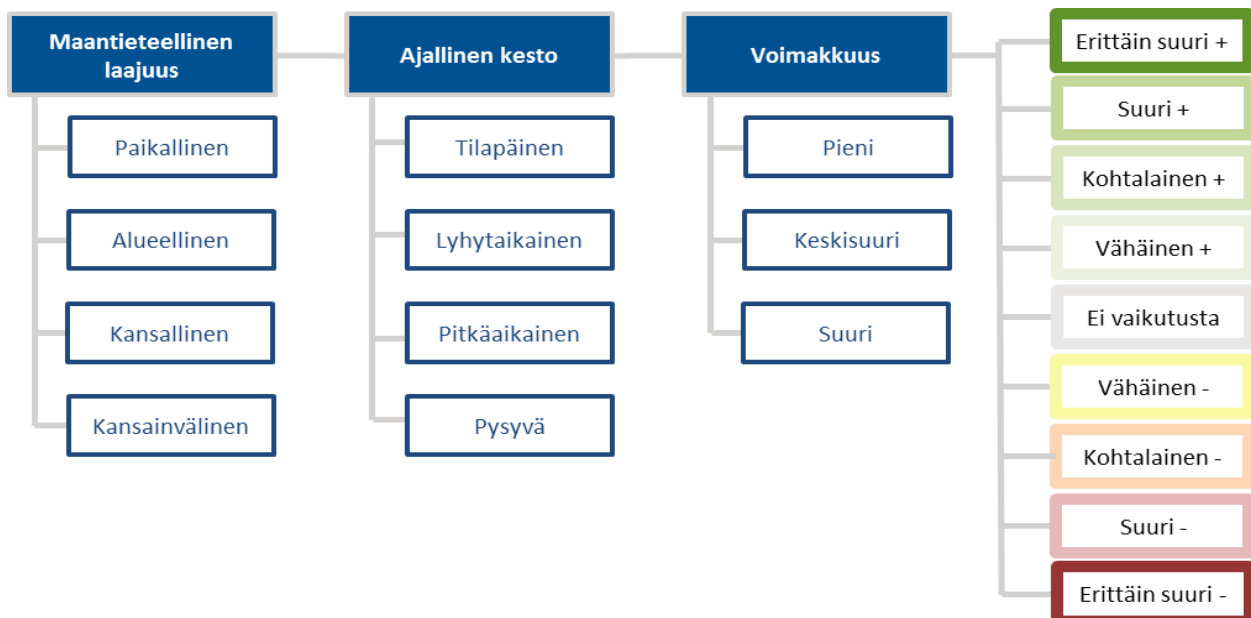 Maantieteellinen
laajuus
Paikallinen
Alueellinen
Kansallinen
Kansainvälinen
Ajallinen kesto
Tilapäinen
Lyhytaikainen
Pitkäaikainen
Pysyvä
Voimakkuus
Pieni
Keskisuuri
Suuri
Erittäin suuri +
Suuri +
Kohtalainen +
Vähäinen +
Ei vaikutusta
Vähäinen -
Kohtalainen -
Suuri -
Erittäin suuri -